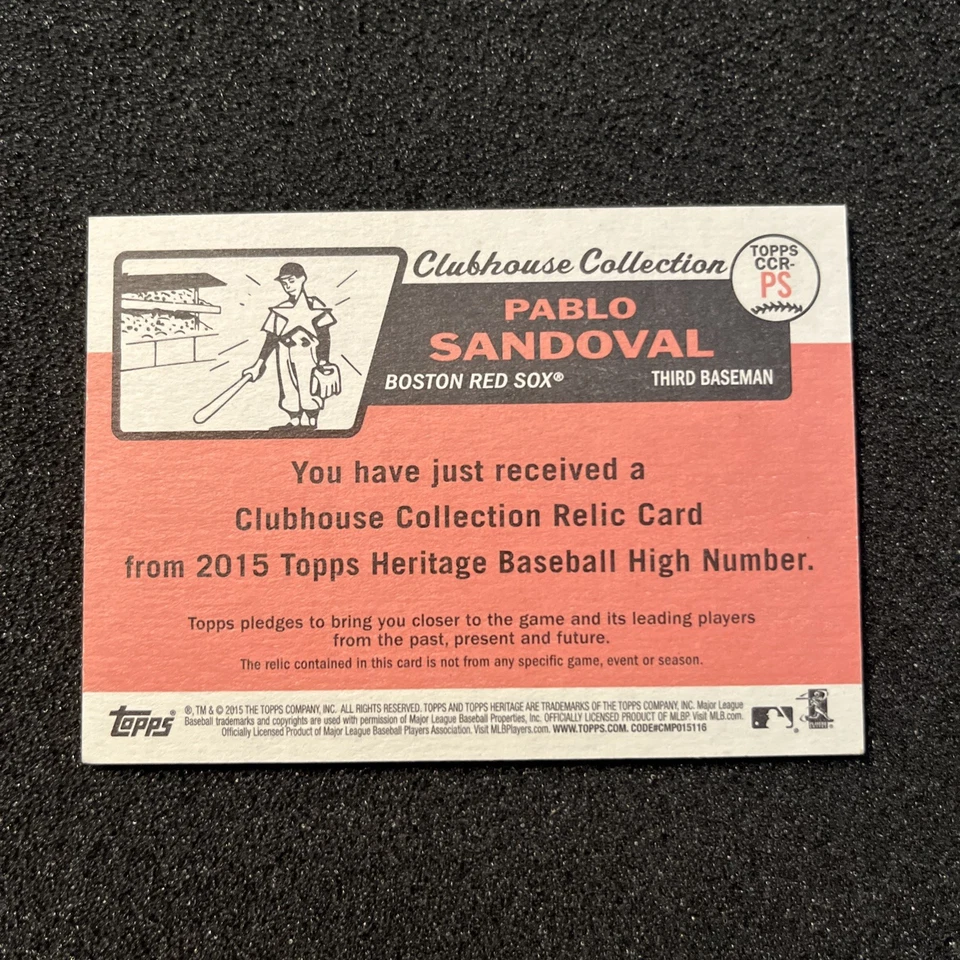 Clubhouse Collection
TOPPS
CCR-
PS
PABLO
SANDOVAL
BOSTON RED SOX® THIRD BASEMAN
You have just received a
Clubhouse Collection Relic Card
from 2015 Topps Heritage Baseball High Number.
Topps pledges to bring you closer to the game and its leading players
from the past, present and future.
The relic contained in this card is not from any specific game, event or season.
topps
®, TM & © 2015 THE TOPPS COMPANY, INC. ALL RIGHTS RESERVED. TOPPS AND TOPPS HERITAGE ARE TRADEMARKS OF THE TOPPS COMPANY, INC. Major League
Baseball trademarks and copyrights are used with permission of Major League Baseball Properties, Inc. OFFICIALLY LICENSED PRODUCT OF MLBP. Visit MLB.com.
Officially Licensed Product of Major League Baseball Players Association. Visit MLBPlayers.com. WWW.TOPPS.COM. CODE#CMP015116